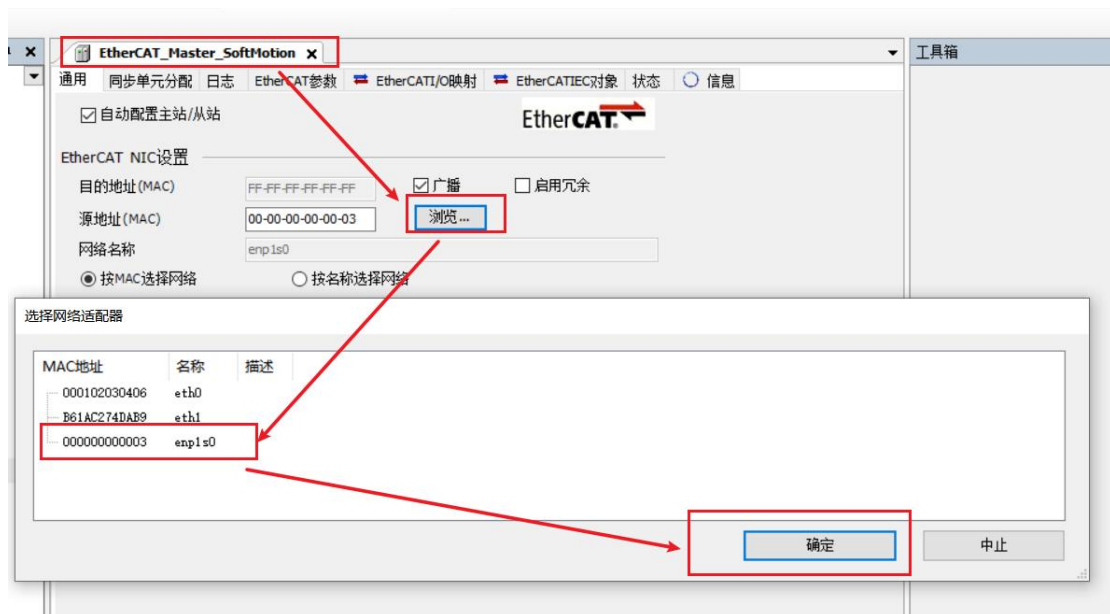 EtherCAT_Master_SoftMotion
工具箱
通用 同步单元分配 日志 EtherCAT参数 EtherCATI/O映射 EtherCATIEC对象 状态 信息
自动配置主站/从站
EtherCAT
EtherCAT NIC设置
目的地址(MAC) FF-FF-FF-FF-FF-FF 广播 启用冗余
源地址(MAC) 00-00-00-00-00-03 浏览...
网络名称 enp1s0
按MAC选择网络 按名称选择网络
选择网络适配器
MAC地址 名称 描述
000102030406 eth0
B61AC274DAB9 eth1
000000000003 enp1s0
确定 中止